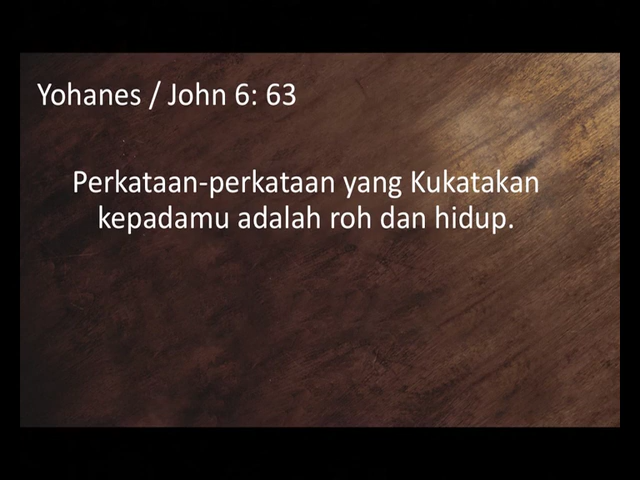 Yohanes / John 6: 63
Perkataan-perkataan yang Kukatakan
kepadamu adalah roh dan hidup.